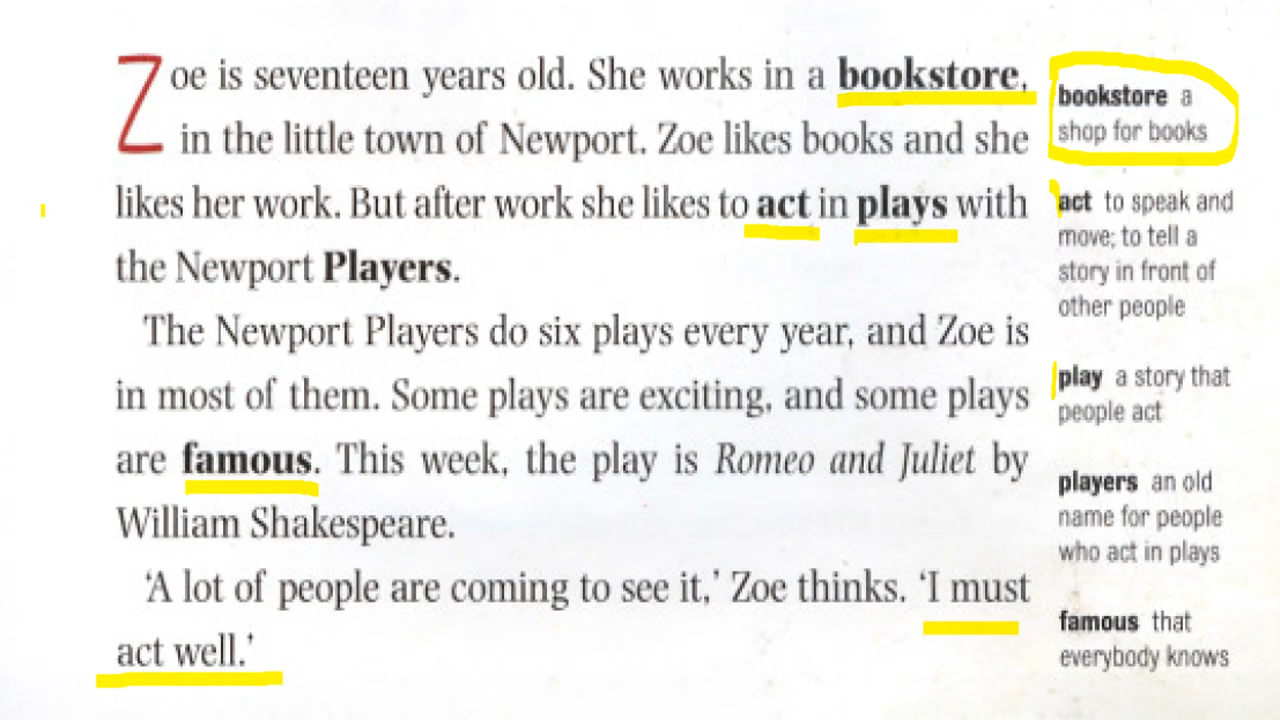 Zoe is seventeen years old. She works in a bookstore,
in the little town of Newport. Zoe likes books and she
likes her work. But after work she likes to act in plays with
the Newport Players.
The Newport Players do six plays every year, and Zoe is
in most of them. Some plays are exciting, and some plays
are famous. This week, the play is Romeo and Juliet by
William Shakespeare.
‘A lot of people are coming to see it,’ Zoe thinks. ‘I must
act well.’
bookstore a
shop for books
act to speak and
move; to tell a
story in front of
other people
play a story that
people act
players an old
name for people
who act in plays
famous that
everybody knows